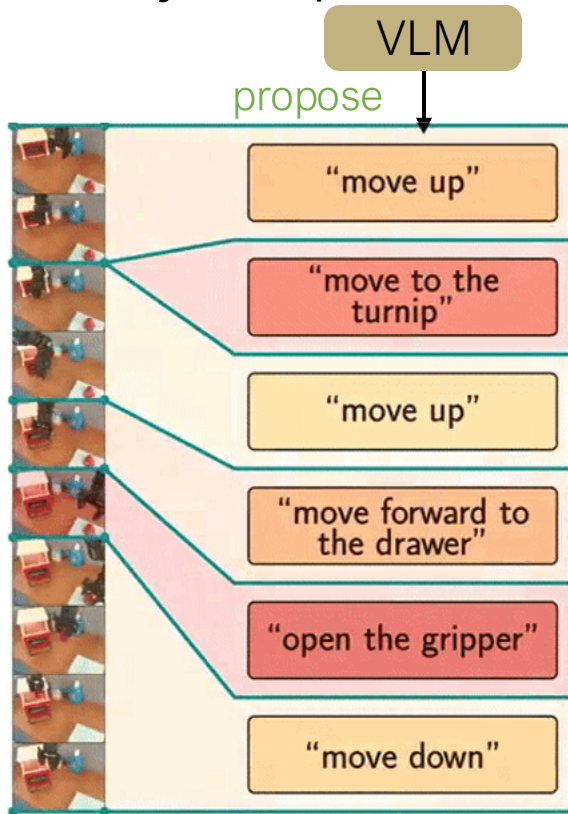 VLM
propose
“move up”
“move to the
turnip”
“move up”
“move forward to
the drawer”
“open the gripper”
“move down”